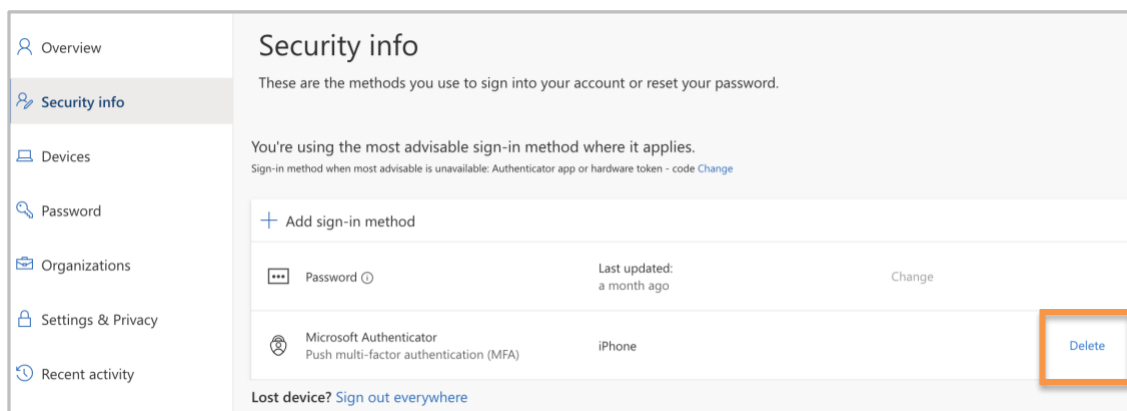 Overview
Security info
Devices
Password
Organizations
Settings & Privacy
Recent activity
Security info
These are the methods you use to sign into your account or reset your password.
You're using the most advisable sign-in method where it applies.
Sign-in method when most advisable is unavailable: Authenticator app or hardware token - code Change
Add sign-in method
Password
Last updated:
a month ago
Change
Microsoft Authenticator
Push multi-factor authentication (MFA)
iPhone
Delete
Lost device? Sign out everywhere